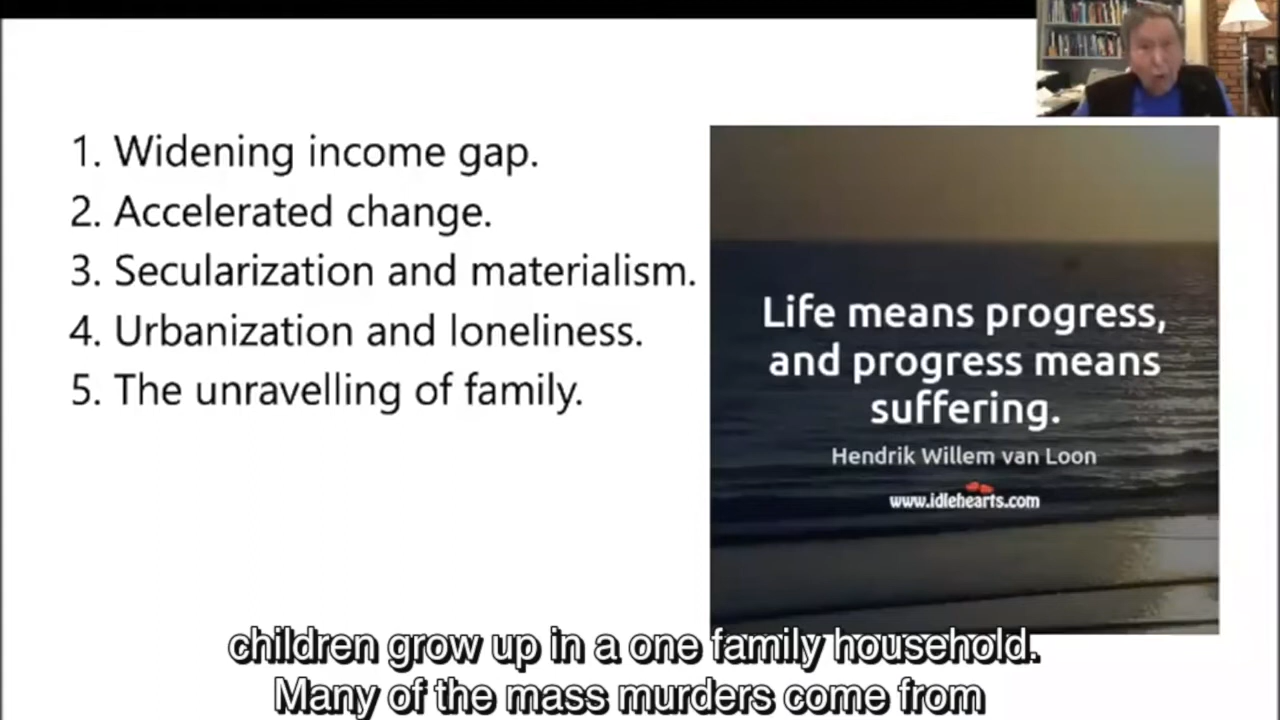 1. Widening income gap.
2. Accelerated change.
3. Secularization and materialism.
4. Urbanization and loneliness.
5. The unravelling of family.
Life means progress,
and progress means
suffering.
Hendrik Willem van Loon
www.idlehearts.com
children grow up in a one family household.
Many of the mass murders come from